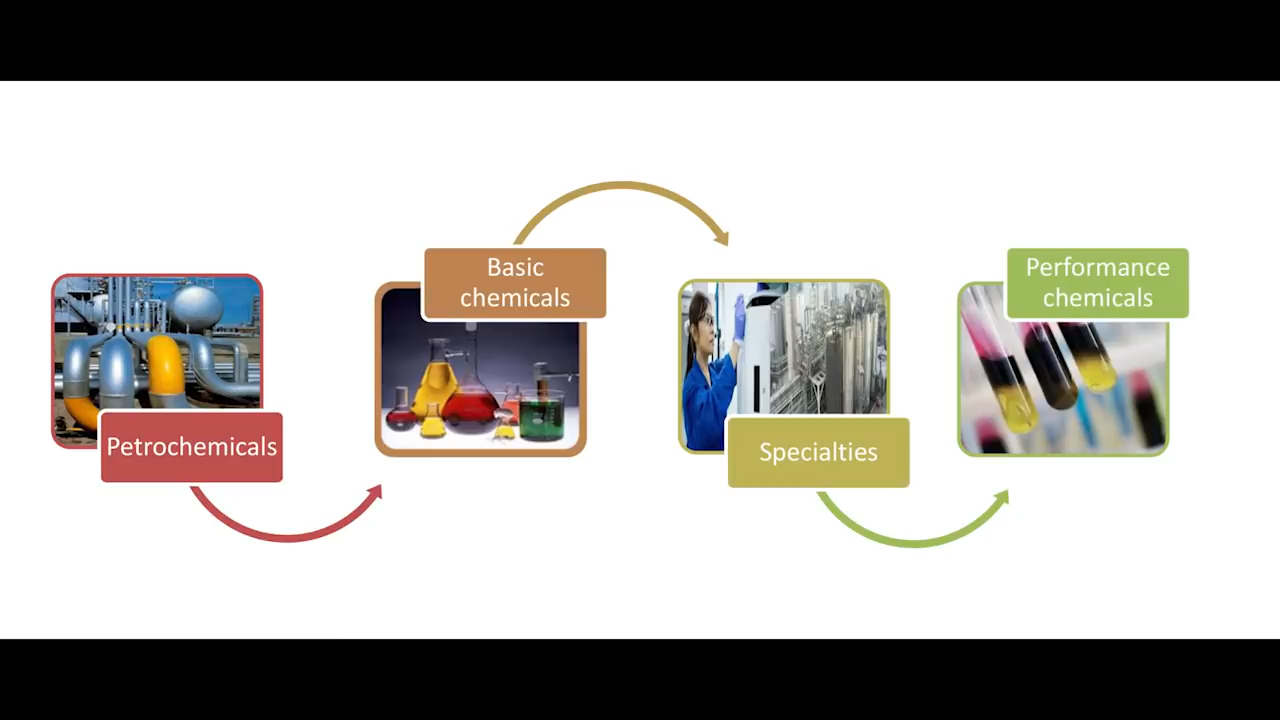 Petrochemicals
Basic
chemicals
Specialties
Performance
chemicals